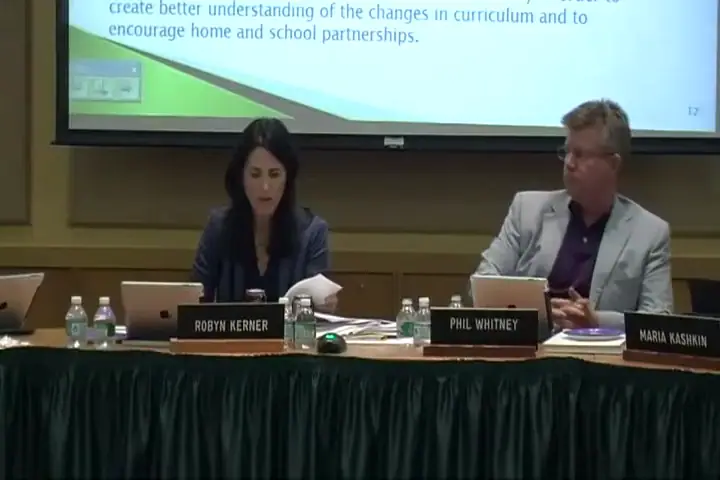 create better understanding of the changes in curriculum and to
encourage home and school partnerships.
17
ROBYN KERNER
PHIL WHITNEY
MARIA KASHKIN